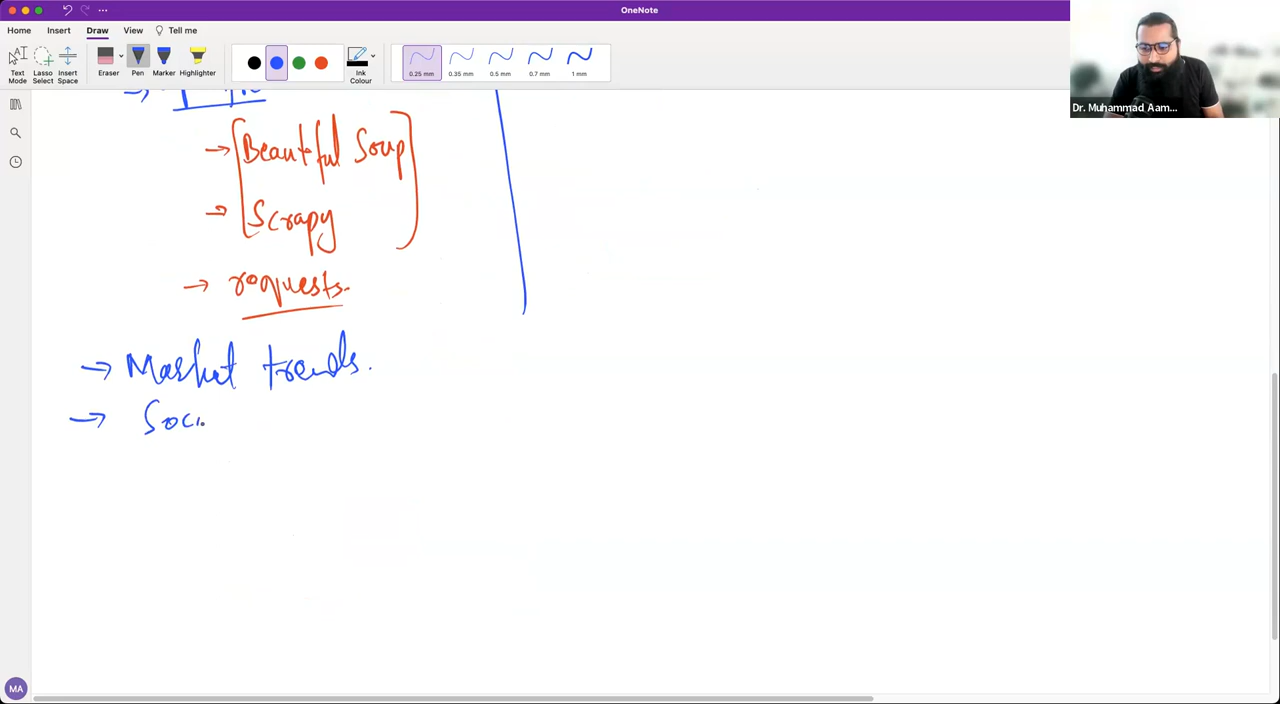 OneNote
Home Insert Draw View Tell me
Text Mode Lasso Select Insert Space Eraser Pen Marker Highlighter Ink Colour 0.25 mm 0.35 mm 0.5 mm 0.7 mm 1 mm
Dr. Muhammad Aam...
→ Beautiful Soup
→ Scrapy
→ requests.
→ Market trends.
→ Soci
MA